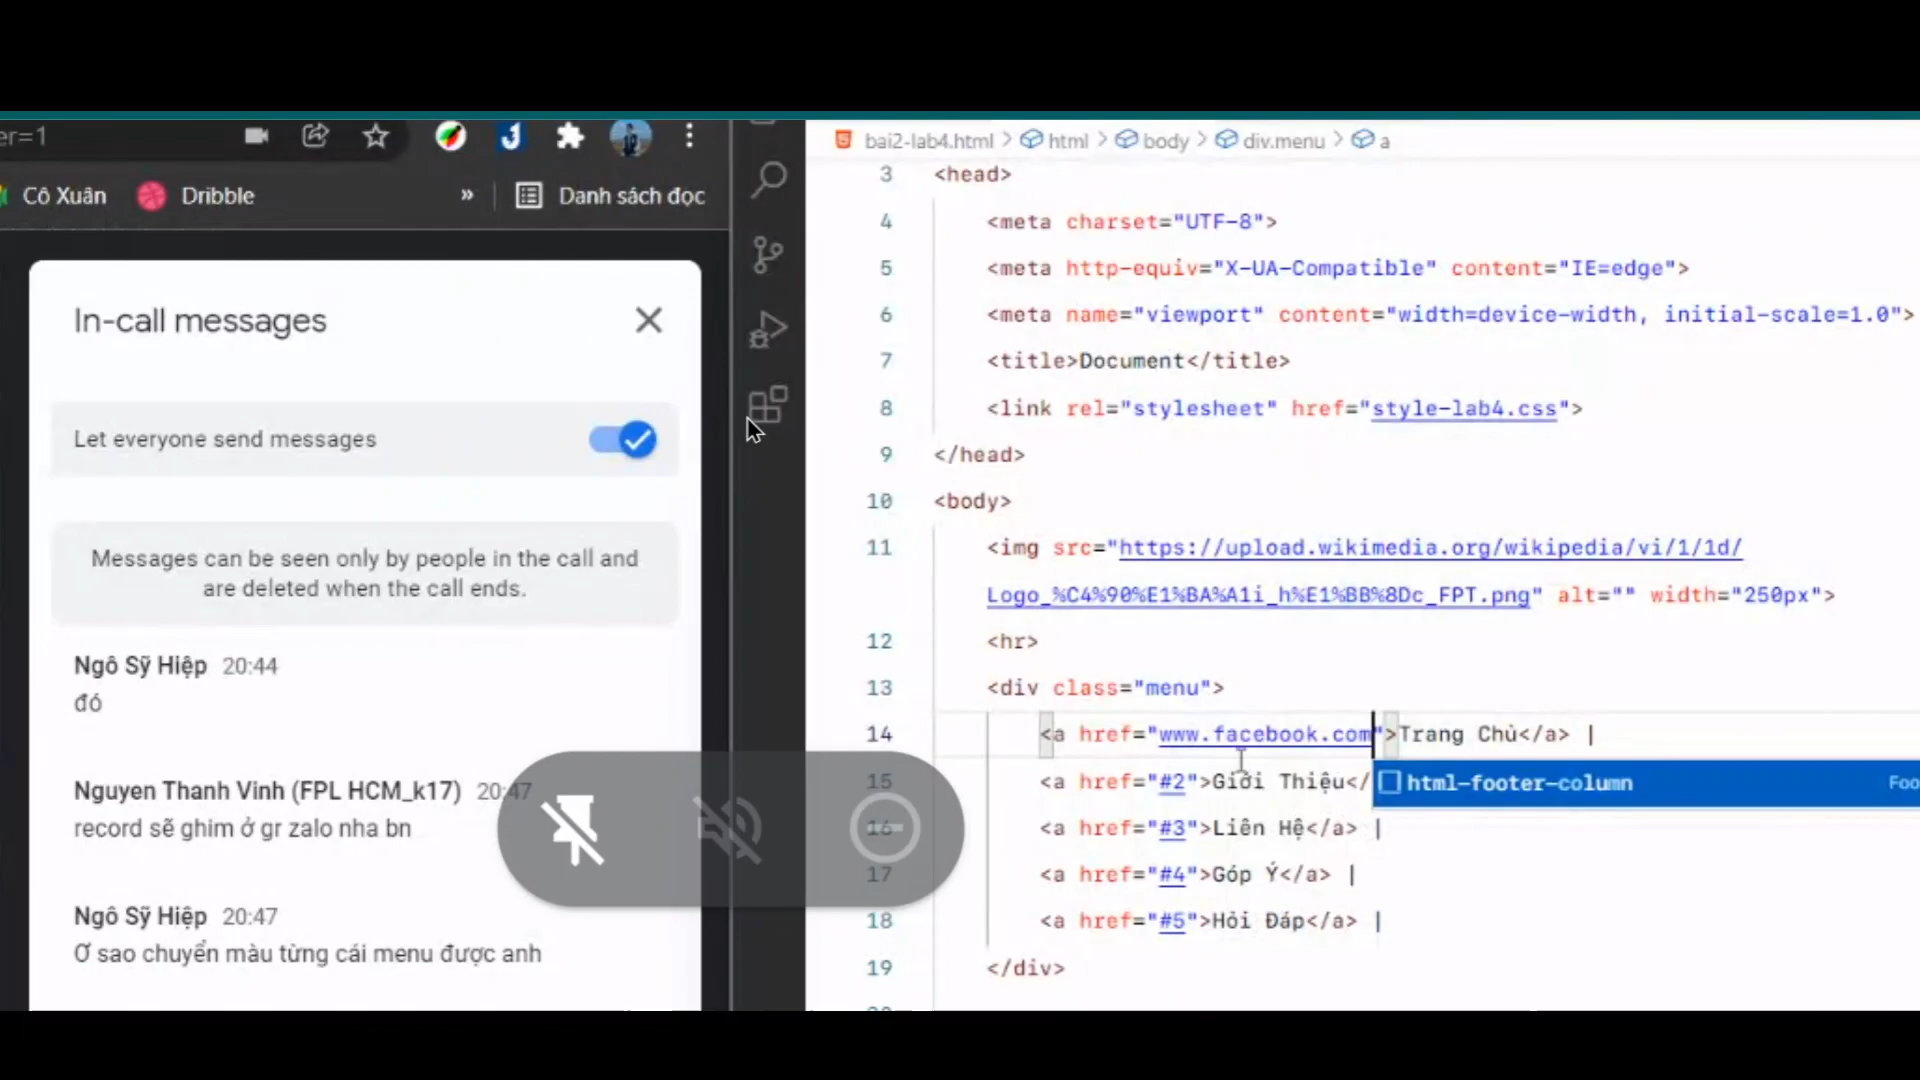 er=1
Cô Xuân
Dribble
»
Danh sách đọc
In-call messages
Let everyone send messages
Messages can be seen only by people in the call and
are deleted when the call ends.
Ngô Sỹ Hiệp 20:44
đó
Nguyen Thanh Vinh (FPL HCM_k17) 20:47
record sẽ ghim ở gr zalo nha bn
Ngô Sỹ Hiệp 20:47
Ơ sao chuyển màu từng cái menu được anh
bai2-lab4.html > html > body > div.menu > a
3 <head>
4 <meta charset="UTF-8">
5 <meta http-equiv="X-UA-Compatible" content="IE=edge">
6 <meta name="viewport" content="width=device-width, initial-scale=1.0">
7 <title>Document</title>
8 <link rel="stylesheet" href="style-lab4.css">
9 </head>
10 <body>
11 <img src="https://upload.wikimedia.org/wikipedia/vi/1/1d/
Logo_%C4%90%E1%BA%A1i_h%E1%BB%8Dc_FPT.png" alt="" width="250px">
12 <hr>
13 <div class="menu">
14 <a href="www.facebook.com">Trang Chủ</a> |
15 <a href="#2">Giới Thiệu</
html-footer-column Foo
16 <a href="#3">Liên Hệ</a> |
17 <a href="#4">Góp Ý</a> |
18 <a href="#5">Hỏi Đáp</a> |
19 </div>